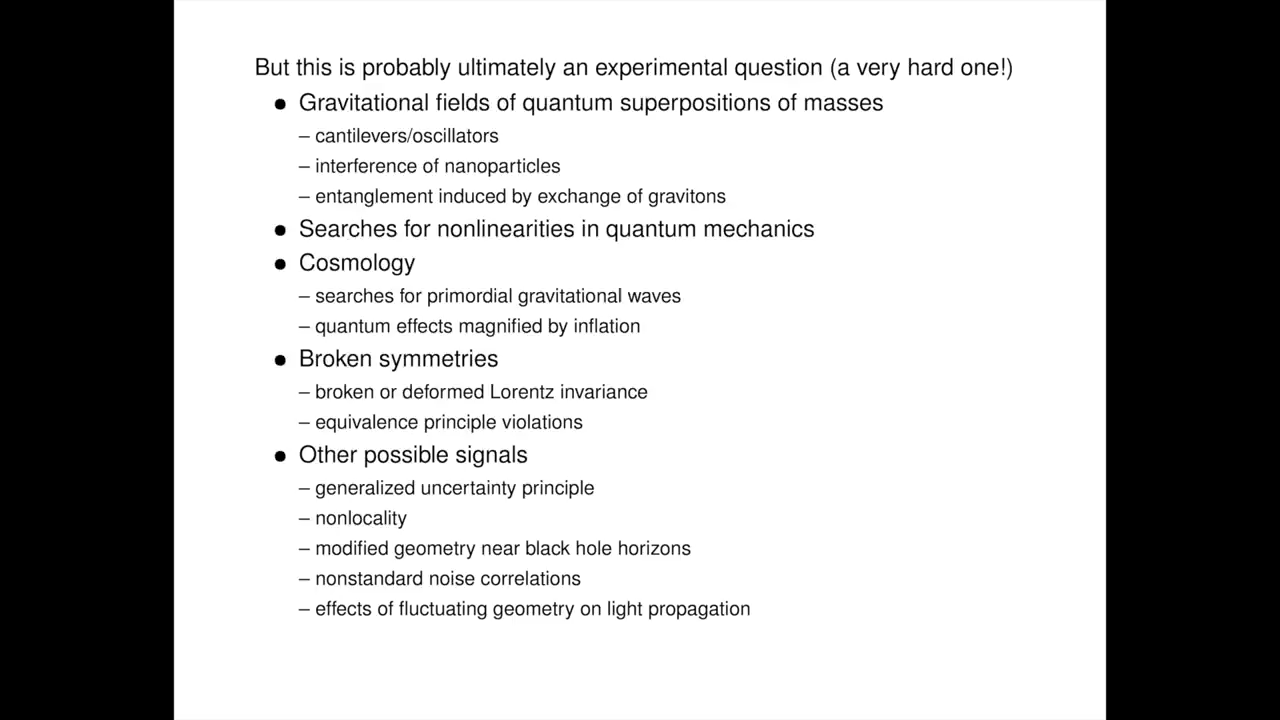 But this is probably ultimately an experimental question (a very hard one!)
● Gravitational fields of quantum superpositions of masses
– cantilevers/oscillators
– interference of nanoparticles
– entanglement induced by exchange of gravitons
● Searches for nonlinearities in quantum mechanics
● Cosmology
– searches for primordial gravitational waves
– quantum effects magnified by inflation
● Broken symmetries
– broken or deformed Lorentz invariance
– equivalence principle violations
● Other possible signals
– generalized uncertainty principle
– nonlocality
– modified geometry near black hole horizons
– nonstandard noise correlations
– effects of fluctuating geometry on light propagation